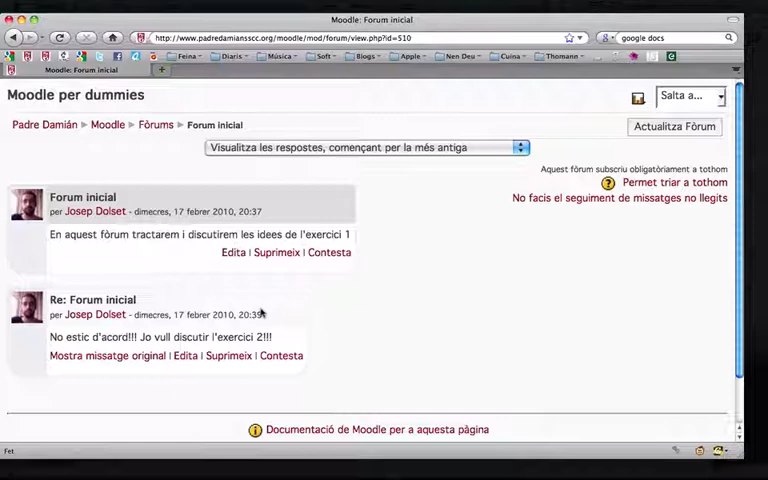 Moodle: Forum inicial
http://www.padredamiansscc.org/moodle/mod/forum/view.php?id=510
google docs
Feina Diaris Música Soft Blogs Apple Nen Deu Cuina Thomann
Moodle: Forum inicial
Moodle per dummies
Salta a...
Padre Damián ► Moodle ► Fòrums ► Forum inicial
Actualitza Fòrum
Visualitza les respostes, començant per la més antiga
Aquest fòrum subscriu obligatòriament a tothom
Permet triar a tothom
No facis el seguiment de missatges no llegits
Forum inicial
per Josep Dolset - dimecres, 17 febrer 2010, 20:37
En aquest fòrum tractarem i discutirem les idees de l'exercici 1
Edita | Suprimeix | Contesta
Re: Forum inicial
per Josep Dolset - dimecres, 17 febrer 2010, 20:39
No estic d'acord!!! Jo vull discutir l'exercici 2!!!
Mostra missatge original | Edita | Suprimeix | Contesta
Documentació de Moodle per a aquesta pàgina
Fet